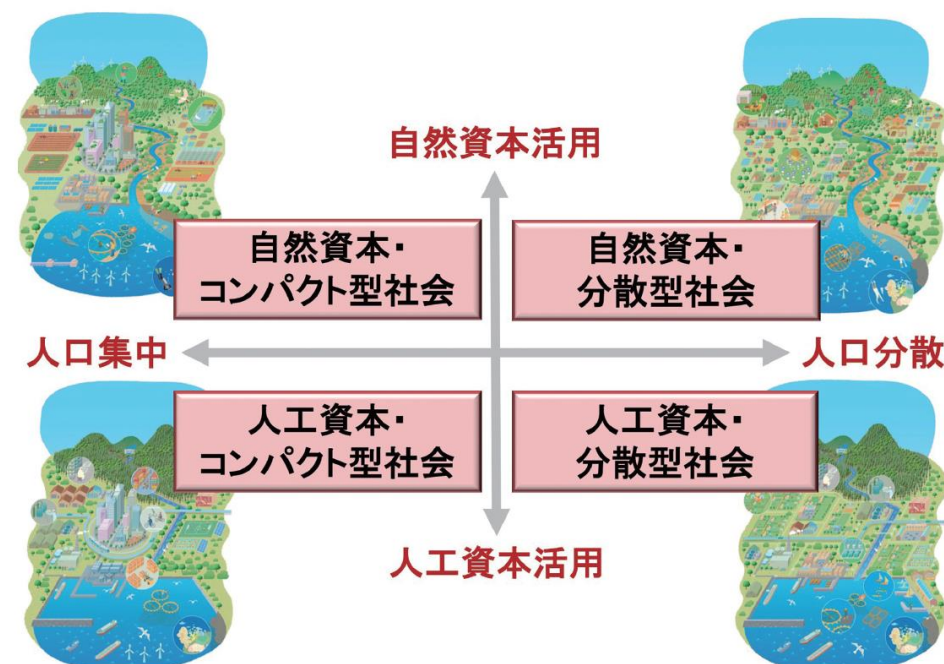 自然資本活用
自然資本・
コンパクト型社会
自然資本・
分散型社会
人口集中
人口分散
人工資本・
コンパクト型社会
人工資本・
分散型社会
人工資本活用